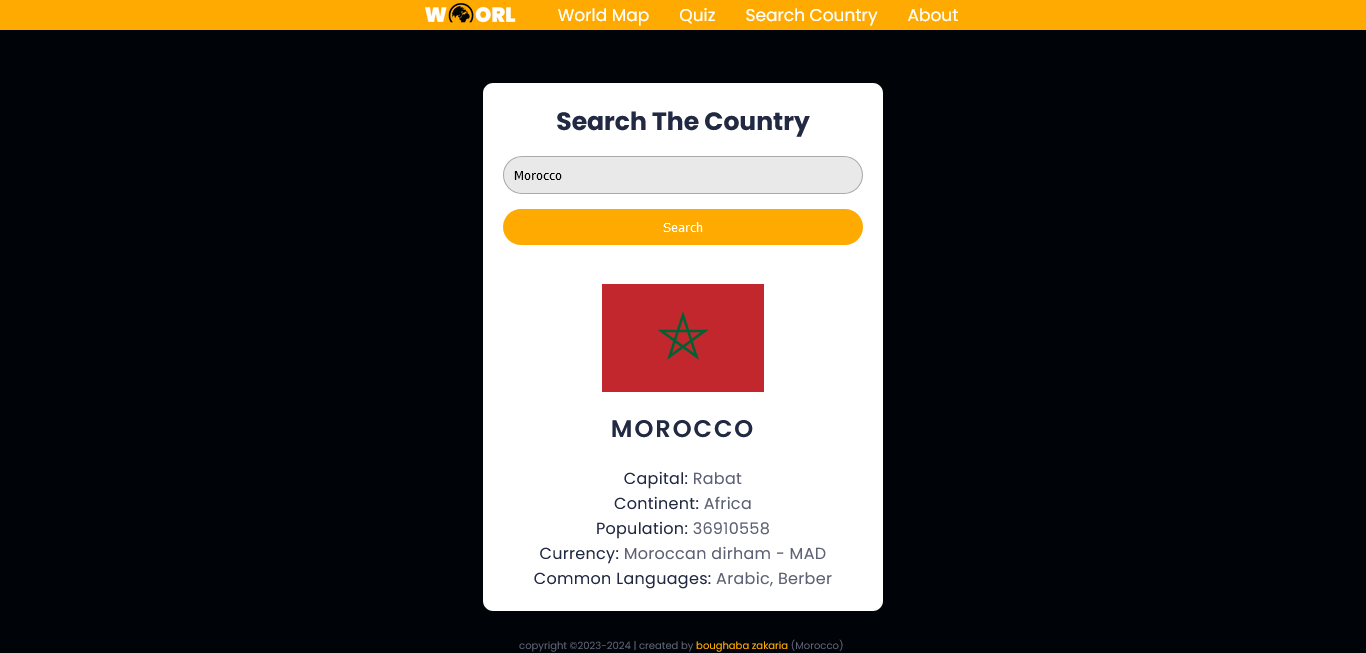 WOORL World Map Quiz Search Country About
Search The Country
Morocco
Search
MOROCCO
Capital: Rabat
Continent: Africa
Population: 36910558
Currency: Moroccan dirham - MAD
Common Languages: Arabic, Berber
copyright ©2023-2024 | created by boughaba zakaria (Morocco)